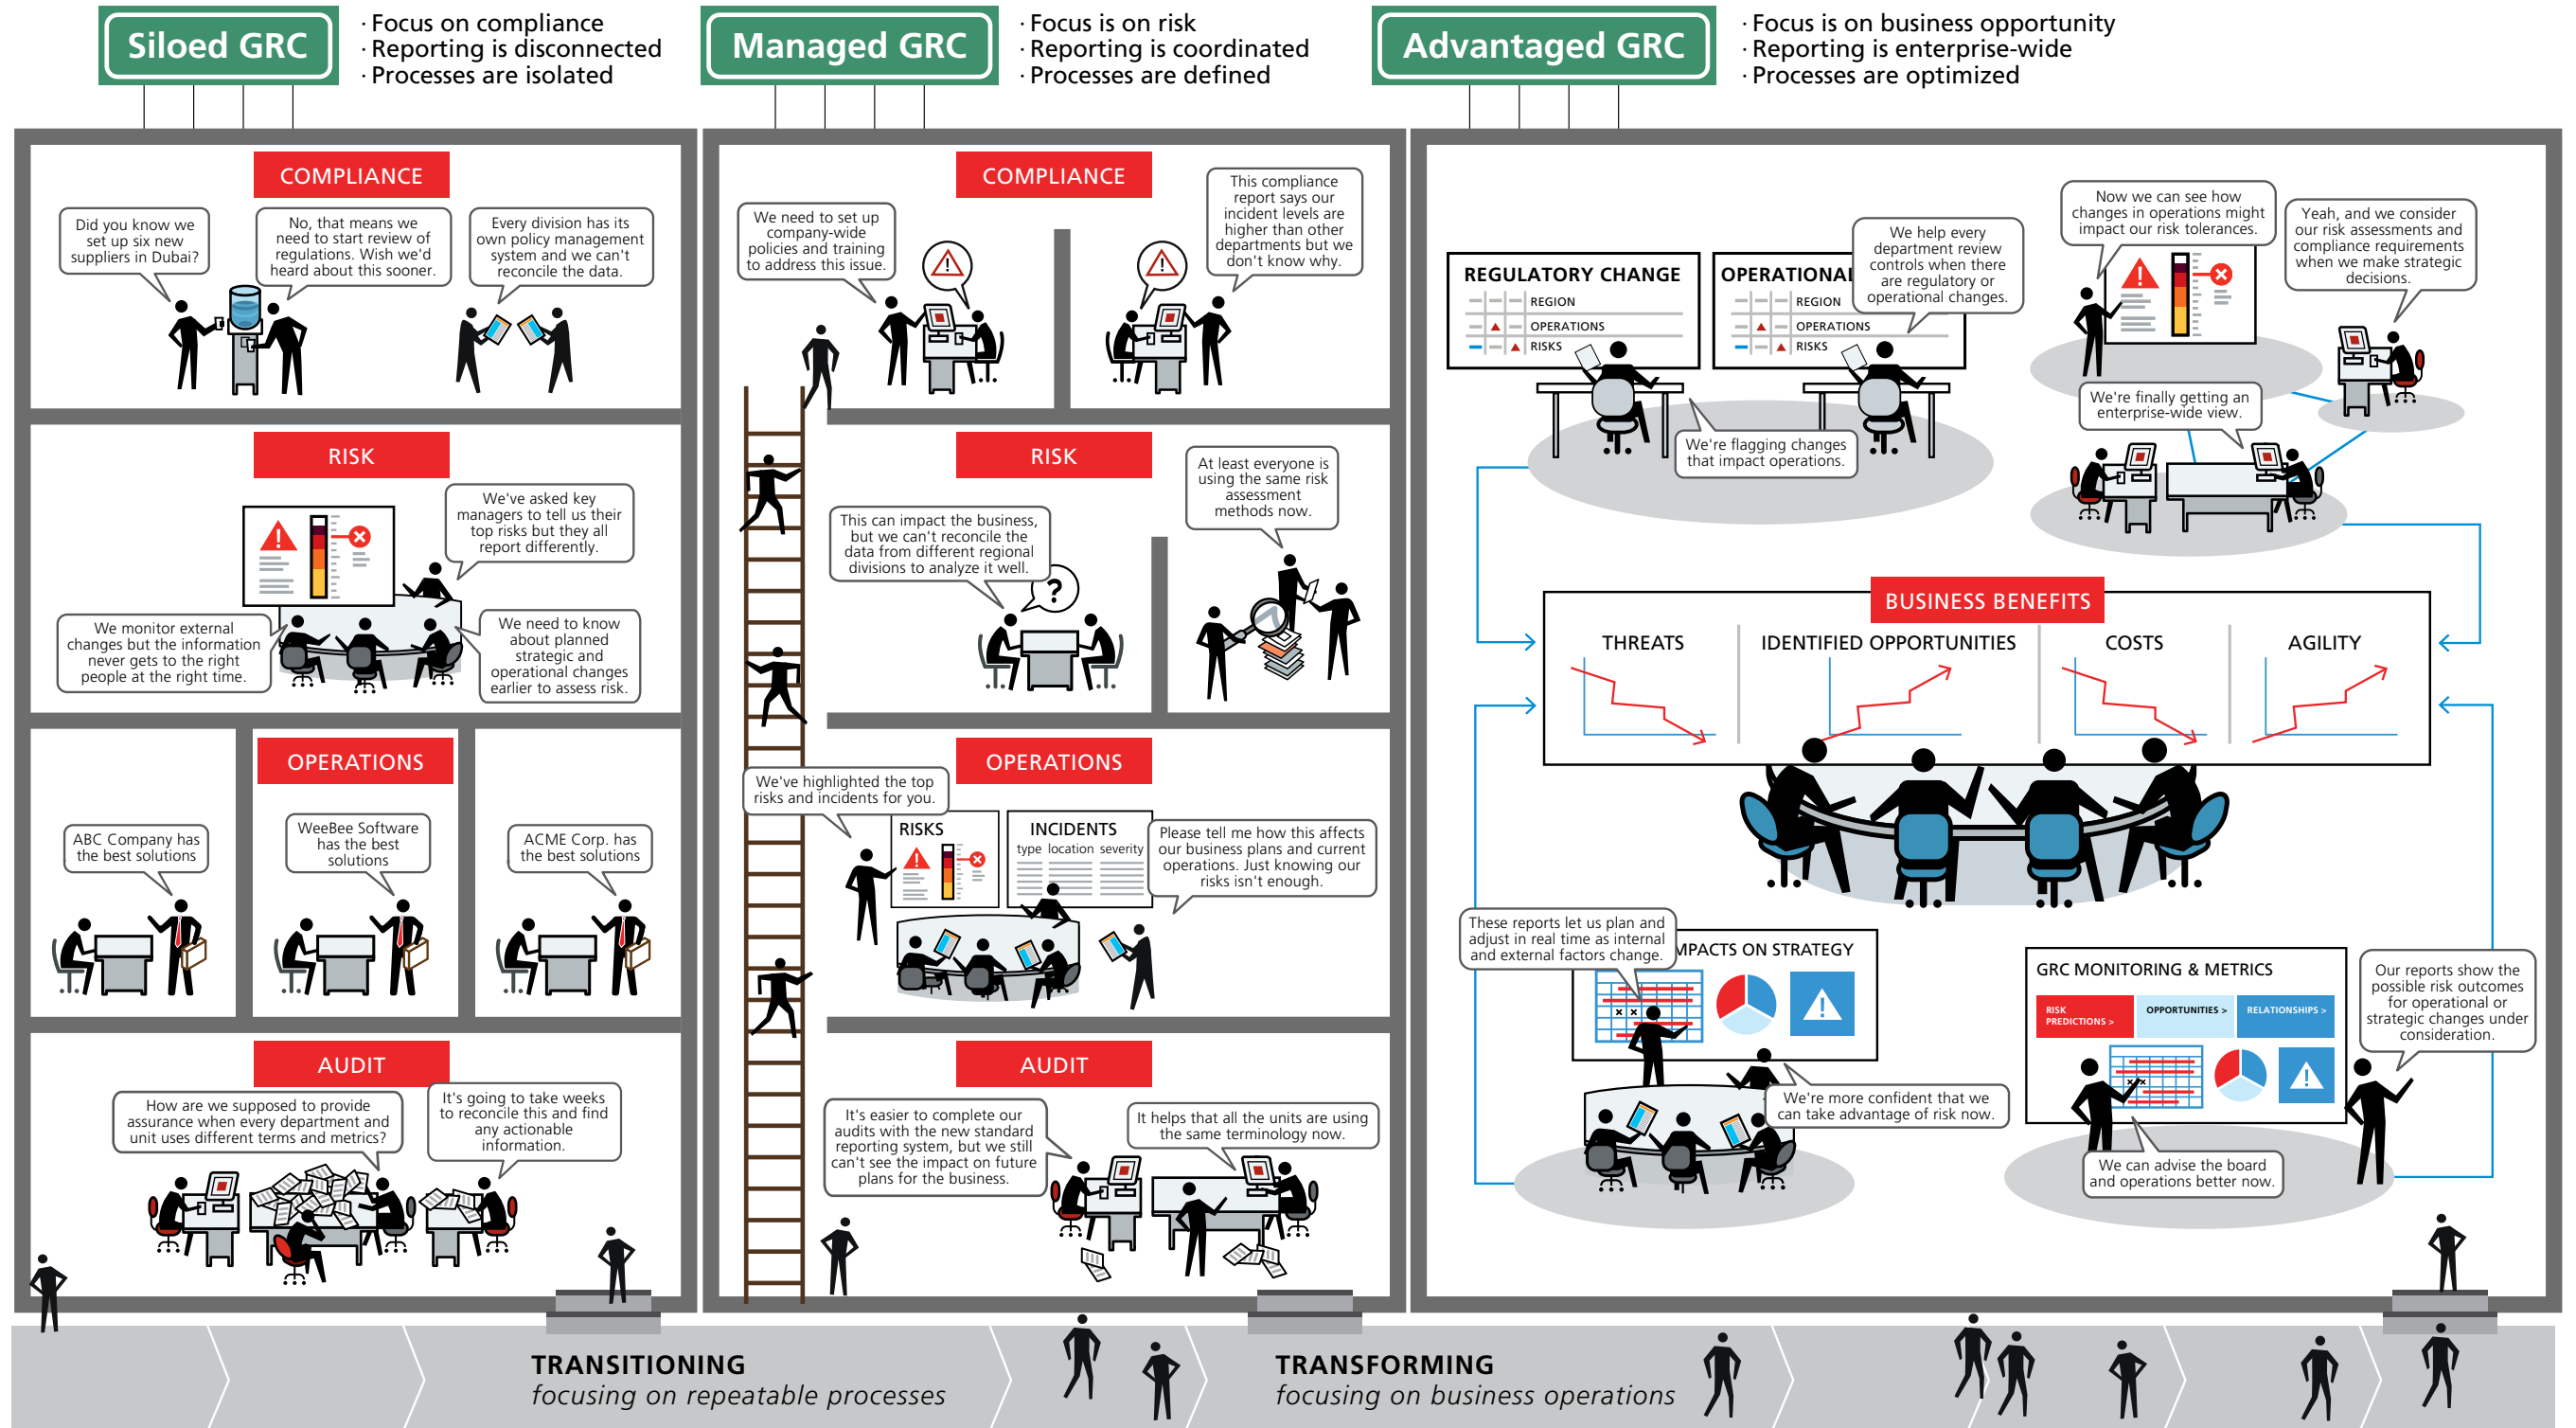 Siloed GRC
· Focus on compliance
· Reporting is disconnected
· Processes are isolated
Managed GRC
· Focus is on risk
· Reporting is coordinated
· Processes are defined
Advantaged GRC
· Focus is on business opportunity
· Reporting is enterprise-wide
· Processes are optimized
COMPLIANCE
Did you know we
set up six new
suppliers in Dubai?
No, that means we
need to start review of
regulations. Wish we'd
heard about this sooner.
Every division has its
own policy management
system and we can't
reconcile the data.
RISK
We've asked key
managers to tell us their
top risks but they all
report differently.
We monitor external
changes but the information
never gets to the right
people at the right time.
We need to know
about planned
strategic and
operational changes
earlier to assess risk.
OPERATIONS
ABC Company has
the best solutions
WeeBee Software
has the best
solutions
ACME Corp. has
the best solutions
AUDIT
How are we supposed to provide
assurance when every department and
unit uses different terms and metrics?
It's going to take weeks
to reconcile this and find
any actionable
information.
COMPLIANCE
We need to set up
company-wide
policies and training
to address this issue.
This compliance
report says our
incident levels are
higher than other
departments but we
don't know why.
RISK
This can impact the business,
but we can't reconcile the
data from different regional
divisions to analyze it well.
?
At least everyone is
using the same risk
assessment
methods now.
OPERATIONS
We've highlighted the top
risks and incidents for you.
RISKS
INCIDENTS
type location severity
Please tell me how this affects
our business plans and current
operations. Just knowing our
risks isn't enough.
AUDIT
It's easier to complete our
audits with the new standard
reporting system, but we still
can't see the impact on future
plans for the business.
It helps that all the units are using
the same terminology now.
REGULATORY CHANGE
REGION
OPERATIONS
RISKS
OPERATIONAL
REGION
OPERATIONS
RISKS
We help every
department review
controls when there
are regulatory or
operational changes.
We're flagging changes
that impact operations.
Now we can see how
changes in operations might
impact our risk tolerances.
Yeah, and we consider
our risk assessments and
compliance requirements
when we make strategic
decisions.
We're finally getting an
enterprise-wide view.
BUSINESS BENEFITS
THREATS
IDENTIFIED OPPORTUNITIES
COSTS
AGILITY
These reports let us plan and
adjust in real time as internal
and external factors change.
MPACTS ON STRATEGY
We're more confident that we
can take advantage of risk now.
GRC MONITORING & METRICS
RISK
PREDICTIONS >
OPPORTUNITIES >
RELATIONSHIPS >
Our reports show the
possible risk outcomes
for operational or
strategic changes under
consideration.
We can advise the board
and operations better now.
TRANSITIONING
focusing on repeatable processes
TRANSFORMING
focusing on business operations